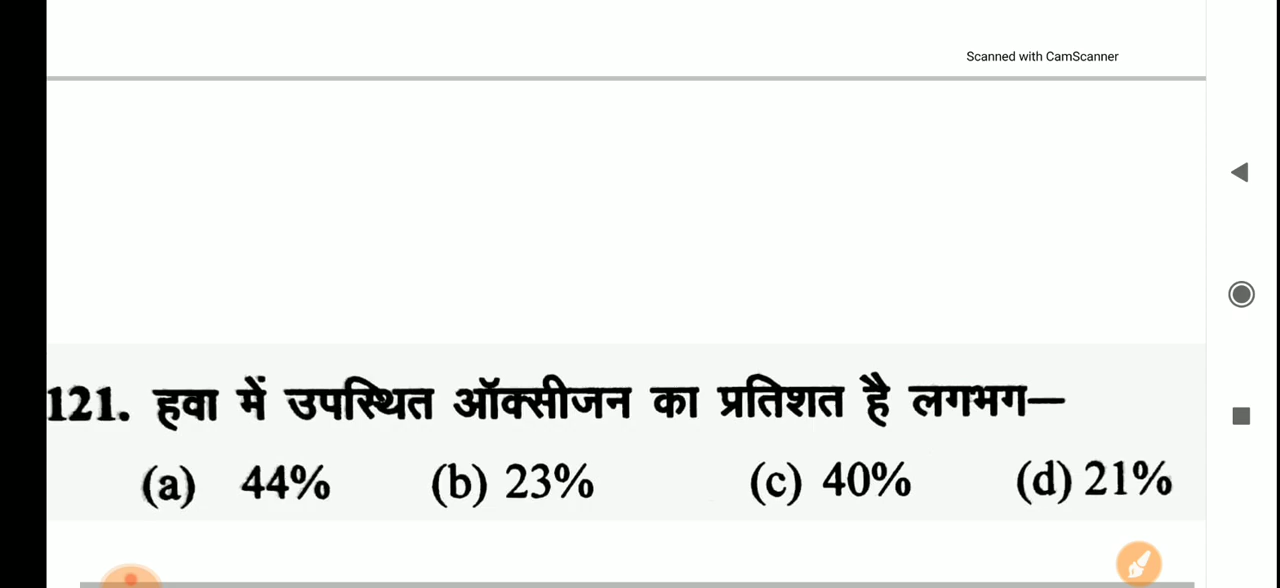 Scanned with CamScanner
121. हवा में उपस्थित ऑक्सीजन का प्रतिशत है लगभग—
(a) 44% (b) 23% (c) 40% (d) 21%